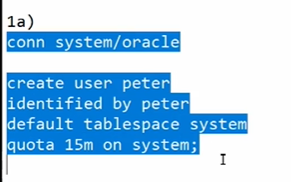 1a)
conn system/oracle
create user peter
identified by peter
default tablespace system
quota 15m on system;